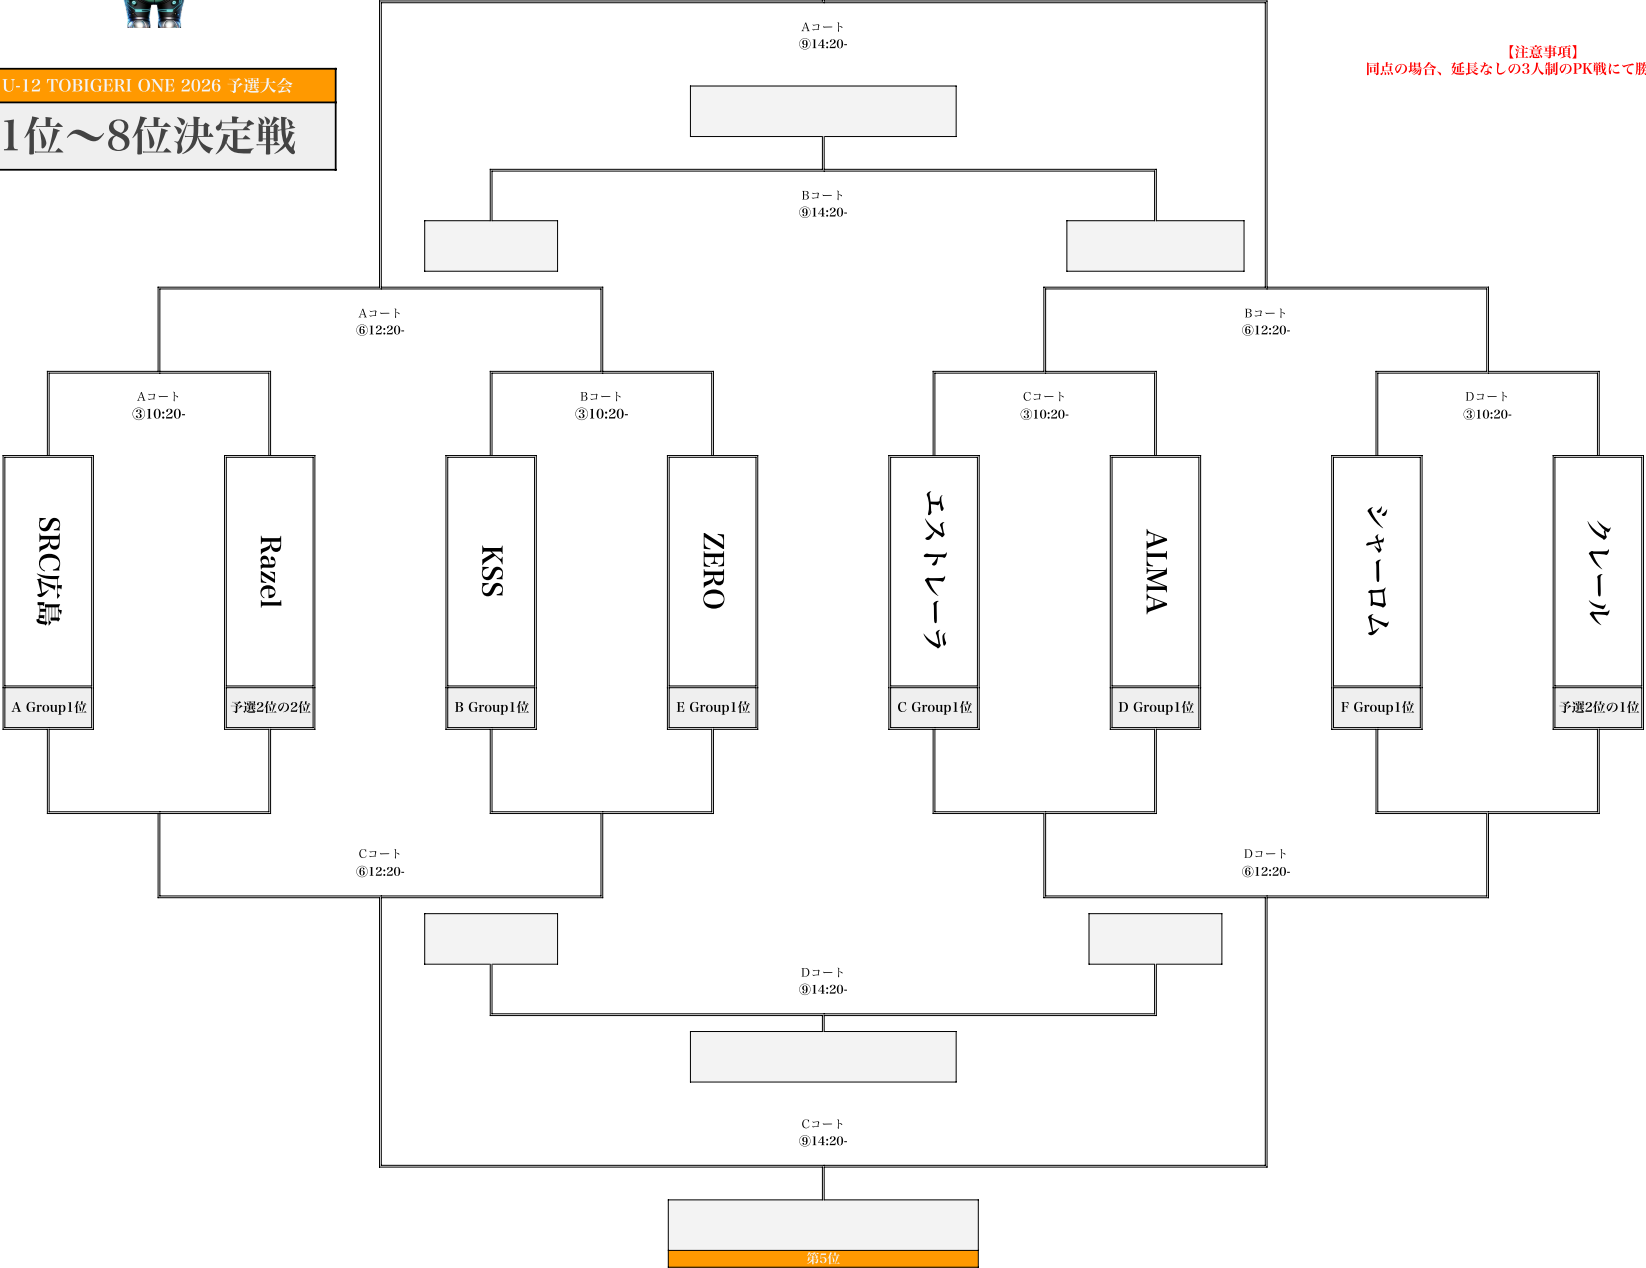 Aコート
⑨14:20-
【注意事項】
同点の場合、延長なしの3人制のPK戦にて
U-12 TOBIGERI ONE 2026 予選大会
1位〜8位決定戦
Bコート
⑨14:20-
Aコート
⑥12:20-
Bコート
⑥12:20-
Aコート
③10:20-
Bコート
③10:20-
Cコート
③10:20-
Dコート
③10:20-
SRC広島
Razel
KSS
ZERO
エストレーラ
ALMA
シャーロム
クレール
A Group1位
予選2位の2位
B Group1位
E Group1位
C Group1位
D Group1位
F Group1位
予選2位の1位
Cコート
⑥12:20-
Dコート
⑥12:20-
Dコート
⑨14:20-
Cコート
⑨14:20-
第5位